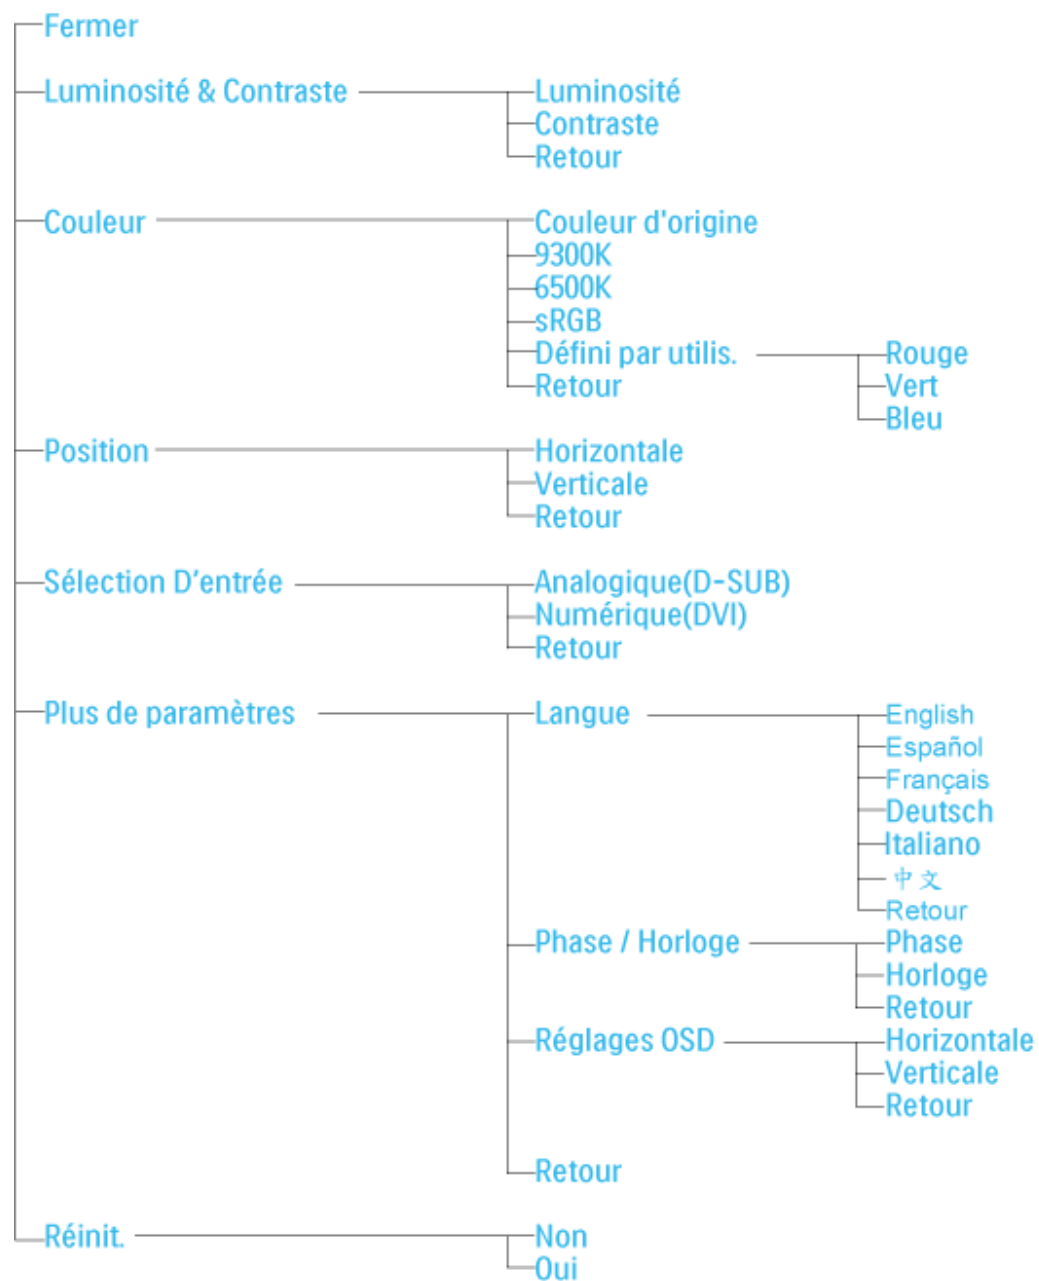 Fermer
Luminosité & Contraste
Luminosité
Contraste
Retour
Couleur
Couleur d'origine
9300K
6500K
sRGB
Défini par utilis.
Rouge
Retour
Vert
Bleu
Position
Horizontale
Verticale
Retour
Sélection D'entrée
Analogique(D-SUB)
Numérique(DVI)
Retour
Plus de paramètres
Langue
English
Español
Français
Deutsch
Italiano
中文
Retour
Phase / Horloge
Phase
Horloge
Retour
Réglages OSD
Horizontale
Verticale
Retour
Retour
Réinit.
Non
Oui